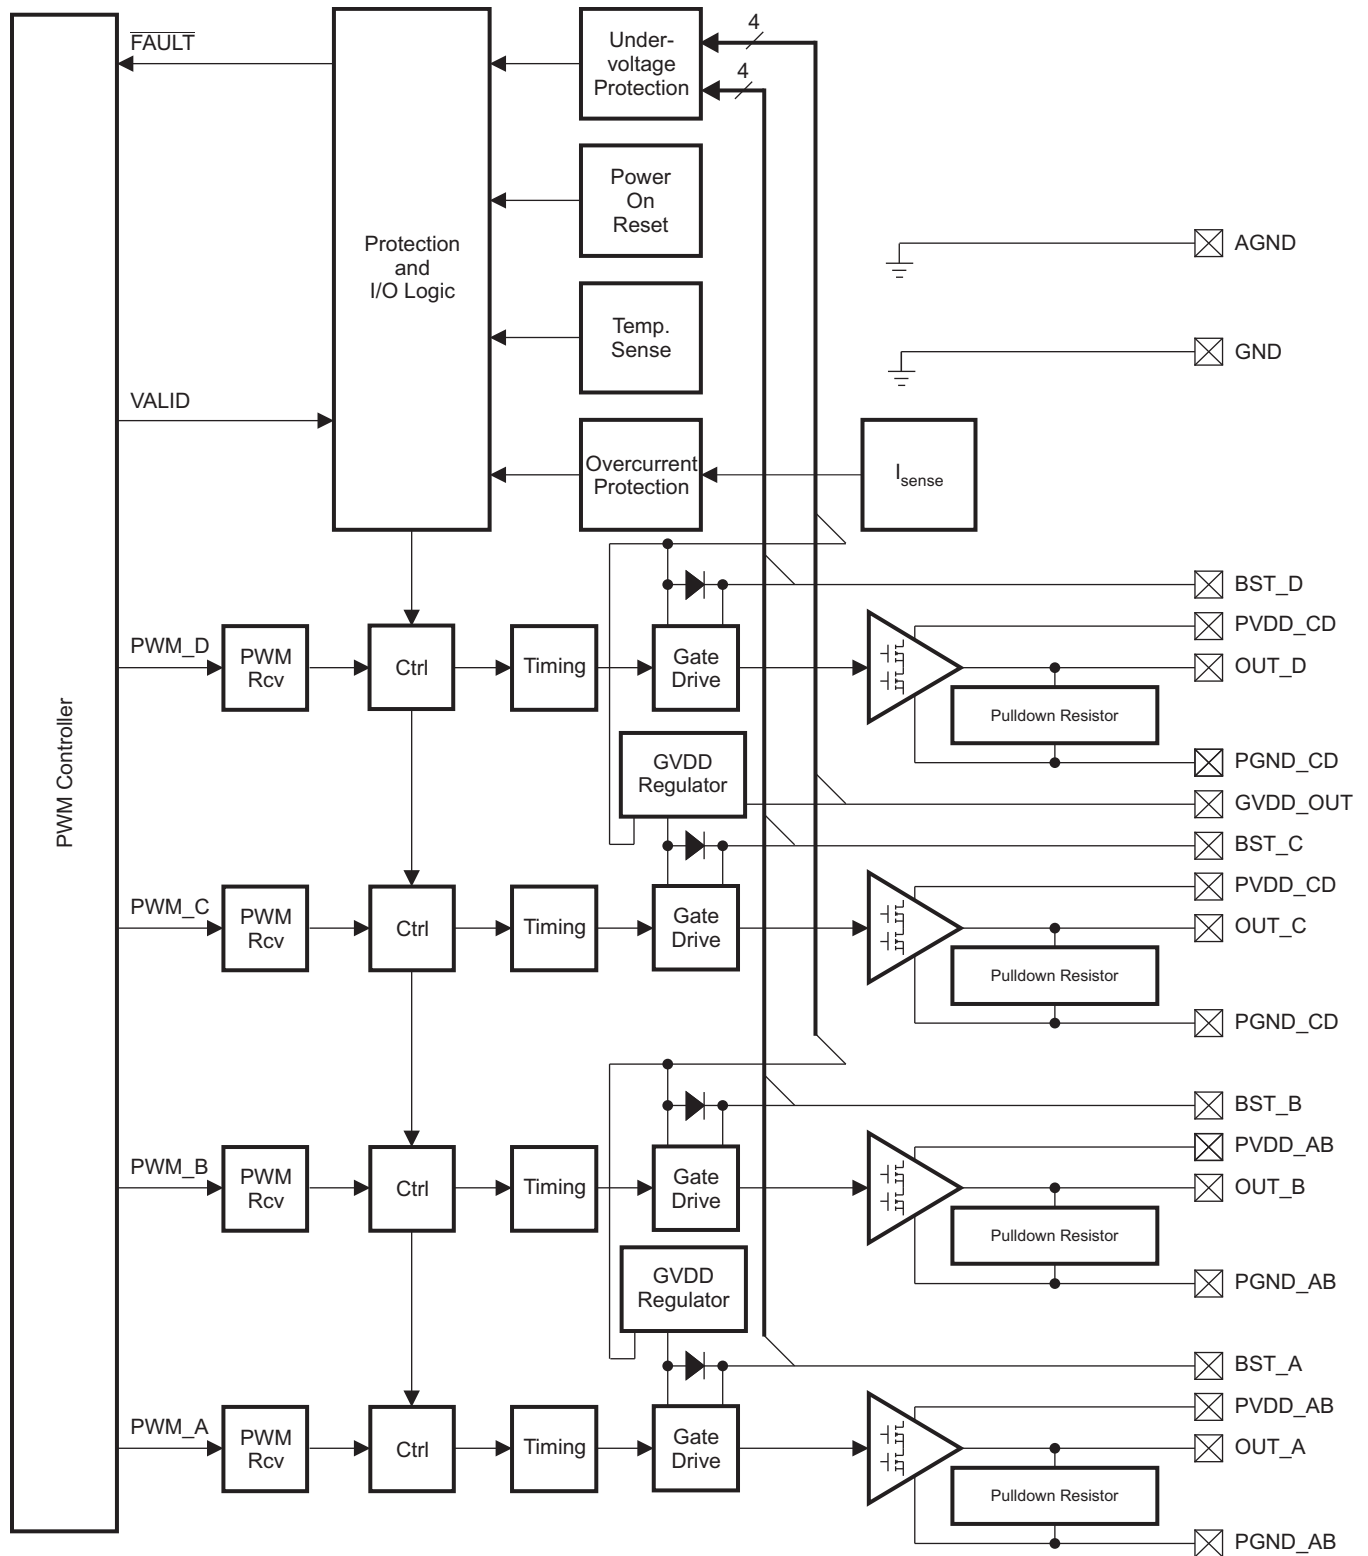 FAULT
Under-
voltage
Protection
4
4
Power
On
Reset
Protection
and
I/O Logic
AGND
Temp.
Sense
GND
VALID
Overcurrent
Protection
Isense
PWM Controller
BST_D
PVDD_CD
PWM_D
PWM
Rcv
Ctrl
Timing
Gate
Drive
OUT_D
Pulldown Resistor
GVDD
Regulator
PGND_CD
GVDD_OUT
BST_C
PVDD_CD
PWM_C
PWM
Rcv
Ctrl
Timing
Gate
Drive
OUT_C
Pulldown Resistor
PGND_CD
BST_B
PVDD_AB
PWM_B
PWM
Rcv
Ctrl
Timing
Gate
Drive
OUT_B
Pulldown Resistor
GVDD
Regulator
PGND_AB
BST_A
PVDD_AB
PWM_A
PWM
Rcv
Ctrl
Timing
Gate
Drive
OUT_A
Pulldown Resistor
PGND_AB